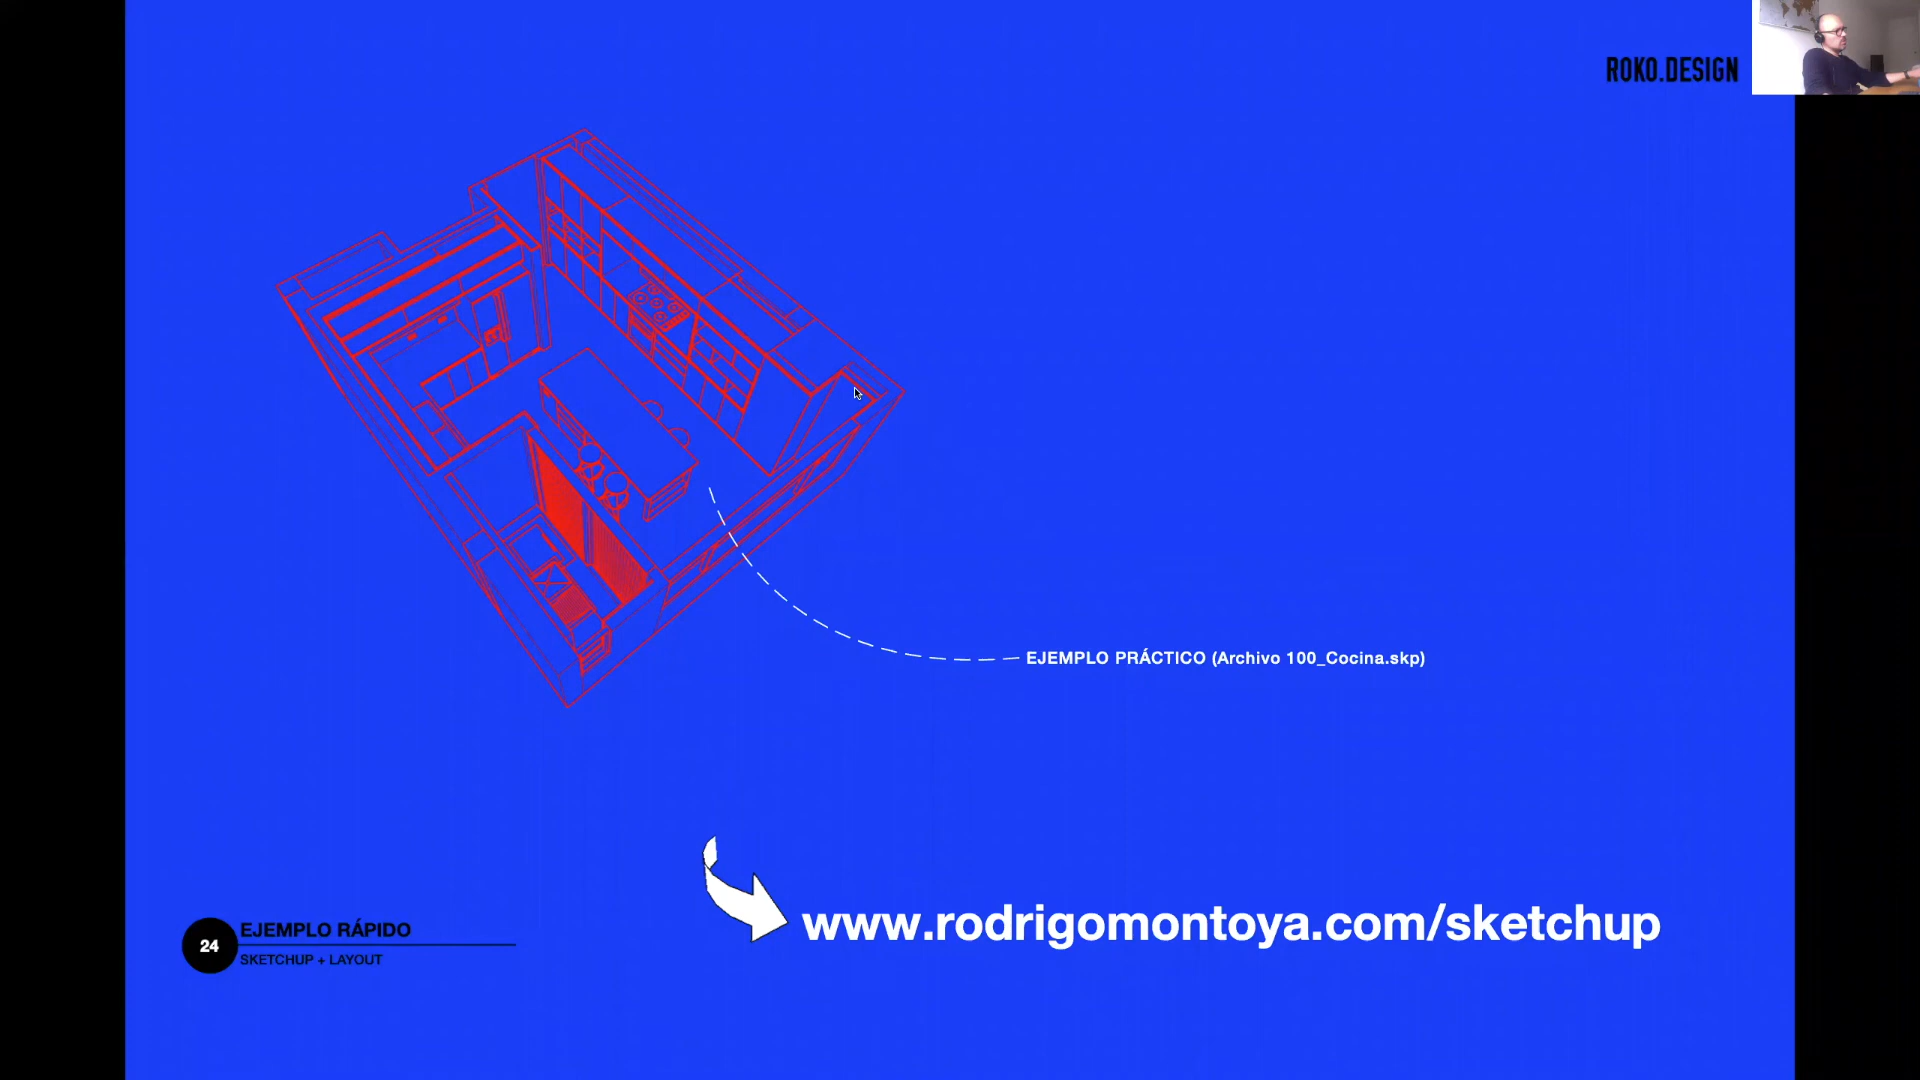 ROKO.DESIGN
EJEMPLO PRÁCTICO (Archivo 100_Cocina.skp)
www.rodrigomontoya.com/sketchup
24
EJEMPLO RÁPIDO
SKETCHUP + LAYOUT